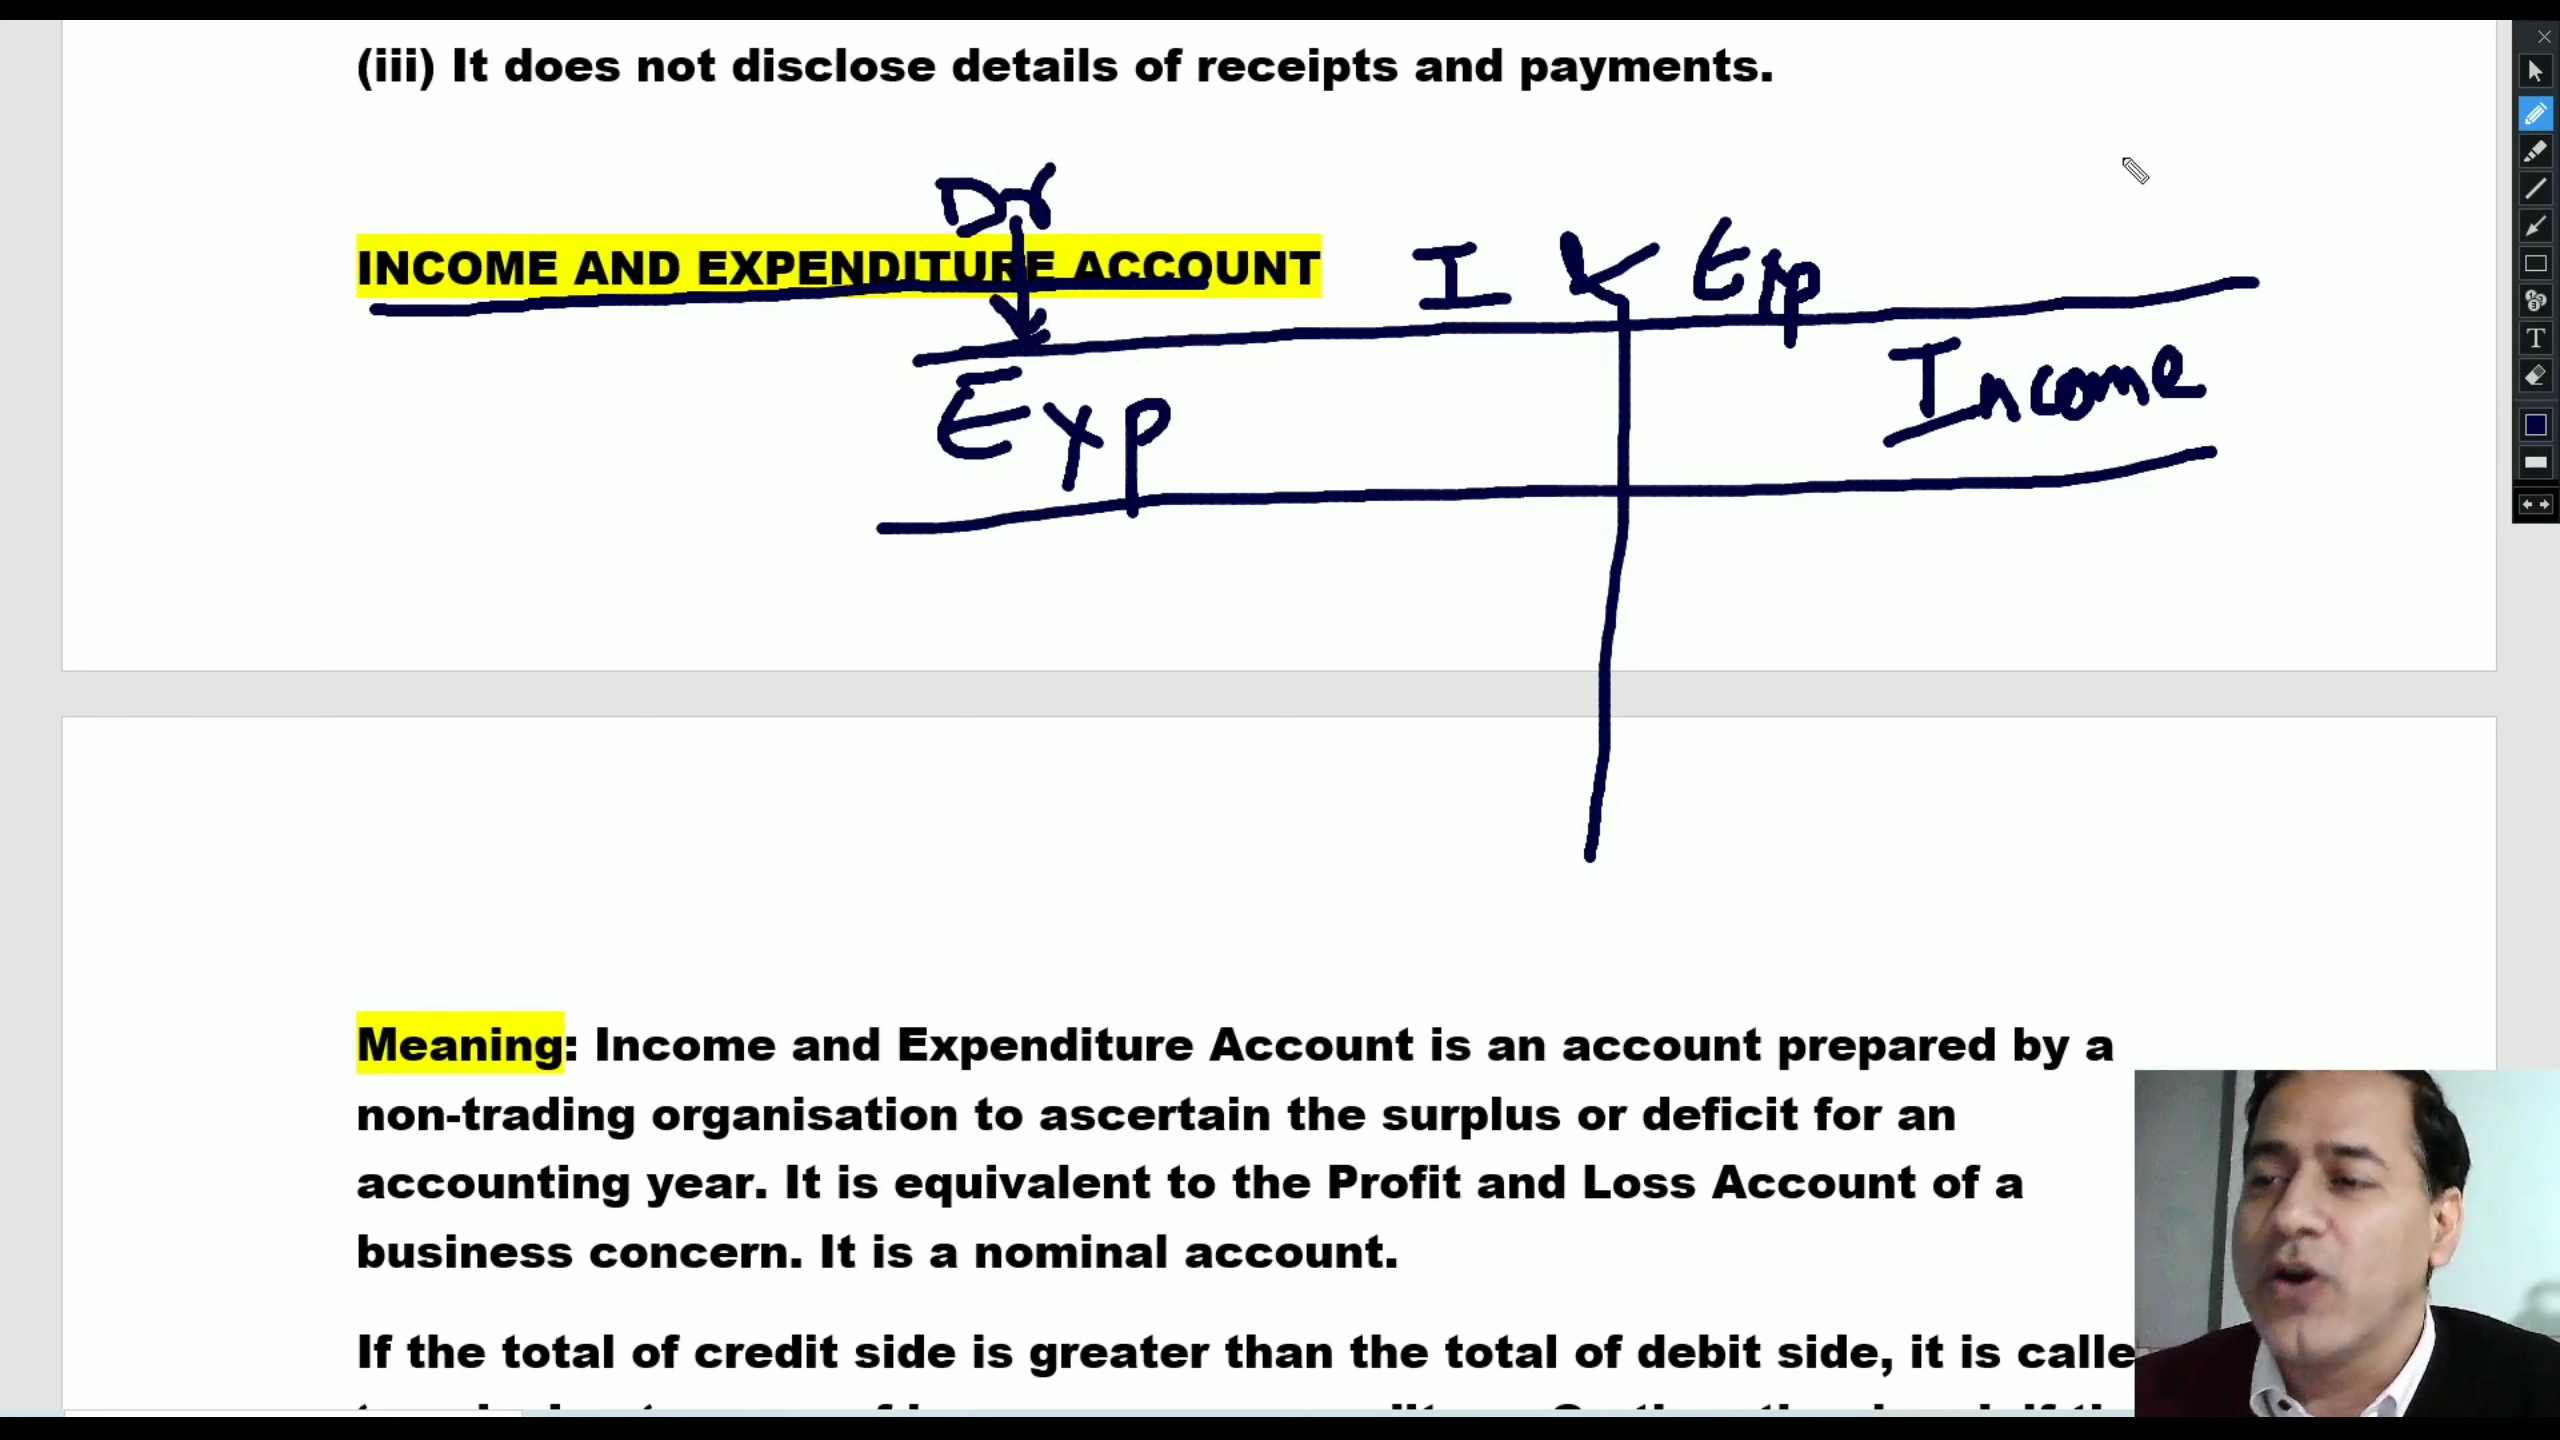 (iii) It does not disclose details of receipts and payments.
Dr
INCOME AND EXPENDITURE ACCOUNT
I & Exp
Exp
Income
Meaning: Income and Expenditure Account is an account prepared by a
non-trading organisation to ascertain the surplus or deficit for an
accounting year. It is equivalent to the Profit and Loss Account of a
business concern. It is a nominal account.
If the total of credit side is greater than the total of debit side, it is calle
T